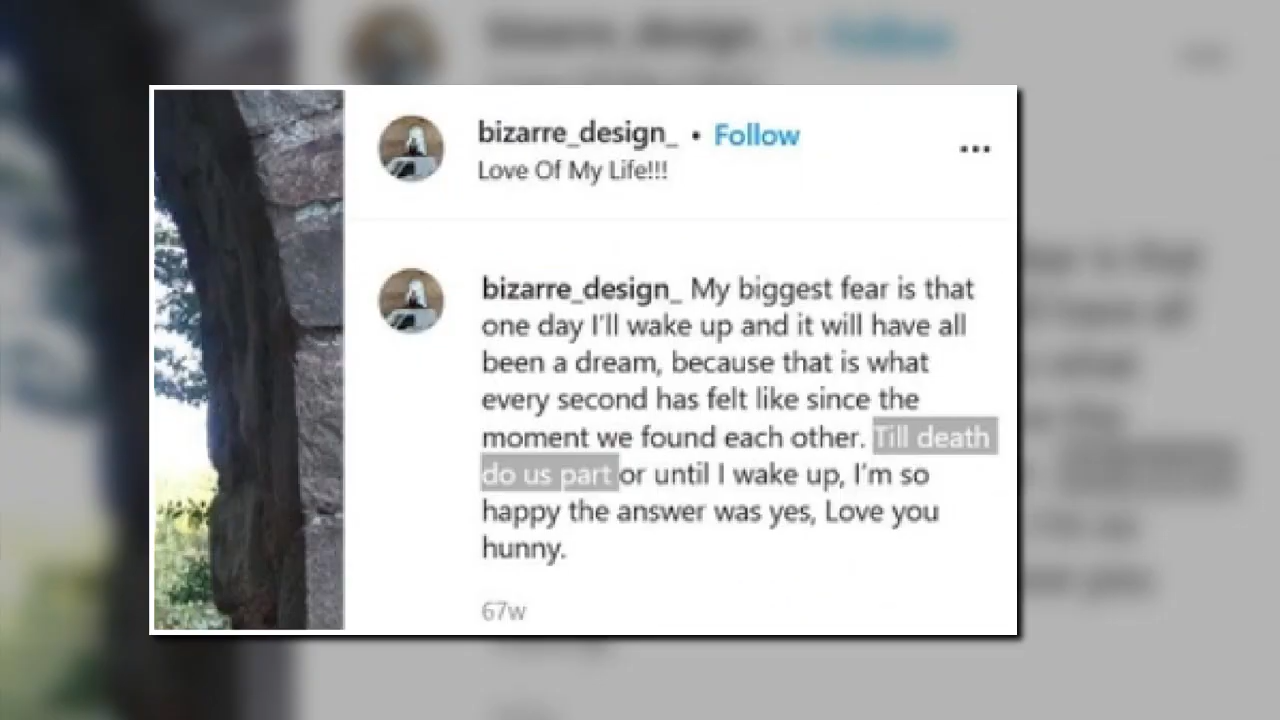 bizarre_design_ • Follow
Love Of My Life!!!
bizarre_design_ My biggest fear is that
one day I'll wake up and it will have all
been a dream, because that is what
every second has felt like since the
moment we found each other. Till death
do us part or until I wake up, I'm so
happy the answer was yes, Love you
hunny.
67w